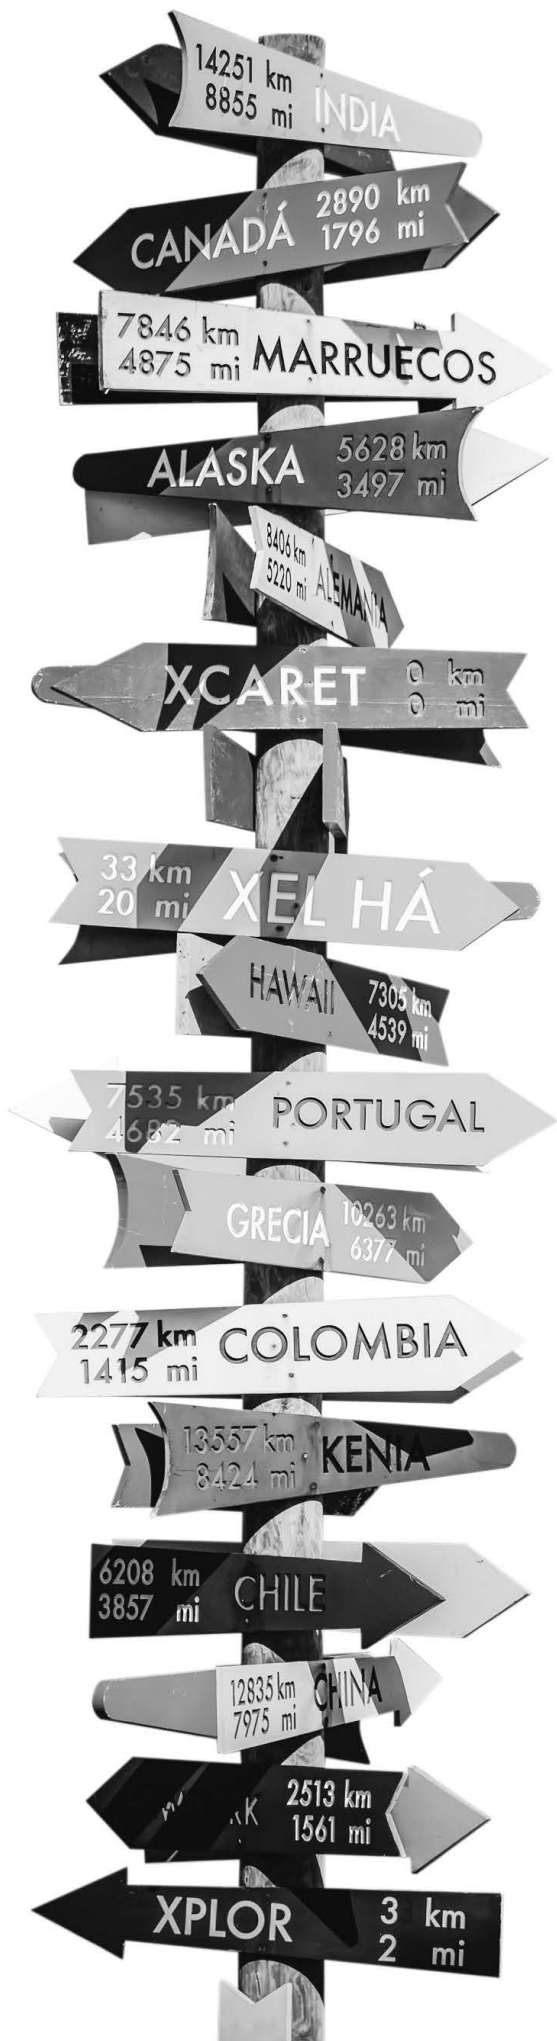 14251 km
8855 mi
INDIA
CANADÁ
2890 km
1796 mi
7846 km
4875 mi
MARRUECOS
ALASKA
5628 km
3497 mi
8406 km
5220 mi
ALEMANIA
XCARET
0 km
0 mi
33 km
20 mi
XEL HÁ
HAWAII
7305 km
4539 mi
7535 km
4682 mi
PORTUGAL
GRECIA
10263 km
6377 mi
2277 km
1415 mi
COLOMBIA
13557 km
8424 mi
KENIA
6208 km
3857 mi
CHILE
12835 km
7975 mi
CHINA
2513 km
1561 mi
XPLOR
3 km
2 mi